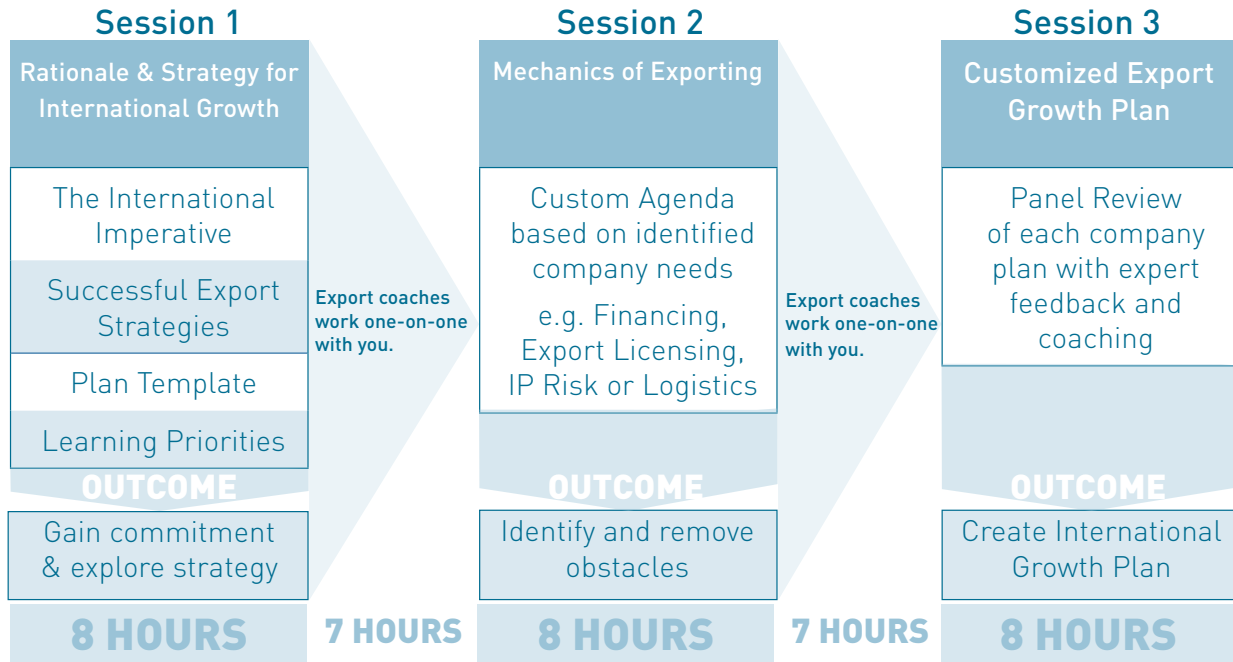 Session 1
Rationale & Strategy for
International Growth
The International
Imperative
Successful Export
Strategies
Plan Template
Learning Priorities
OUTCOME
Gain commitment
& explore strategy
8 HOURS
Export coaches
work one-on-one
with you.
7 HOURS
Session 2
Mechanics of Exporting
Custom Agenda
based on identified
company needs
e.g. Financing,
Export Licensing,
IP Risk or Logistics
OUTCOME
Identify and remove
obstacles
8 HOURS
Export coaches
work one-on-one
with you.
7 HOURS
Session 3
Customized Export
Growth Plan
Panel Review
of each company
plan with expert
feedback and
coaching
OUTCOME
Create International
Growth Plan
8 HOURS